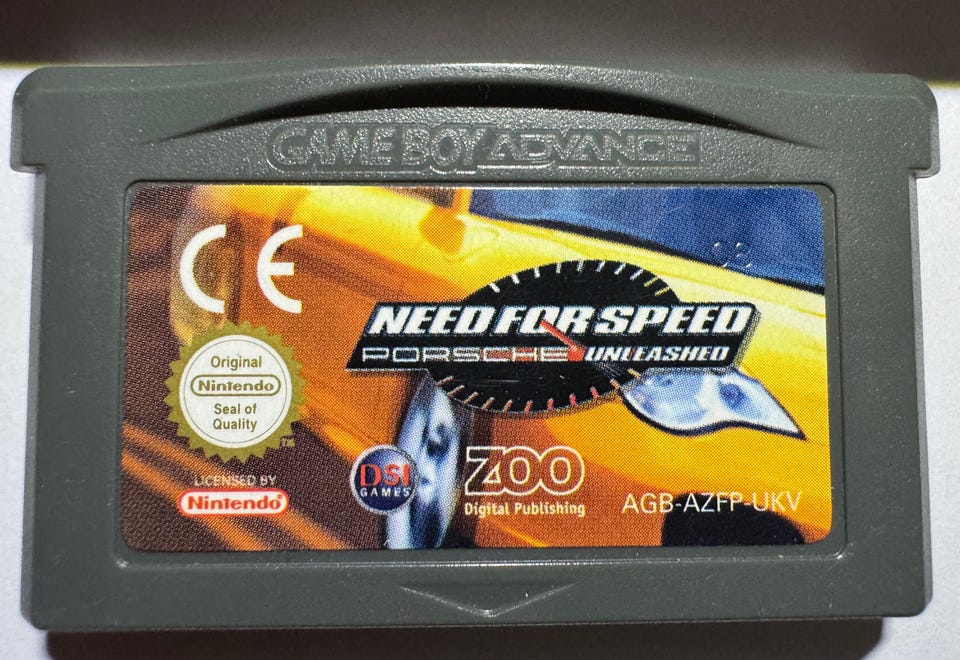 GAME BOY ADVANCE
CE
NEED FOR SPEED
PORSCHE UNLEASHED
Original
Nintendo
Seal of
Quality
TM
LICENSED BY
Nintendo
DSI
GAMES
ZOO
Digital Publishing
AGB-AZFP-UKV